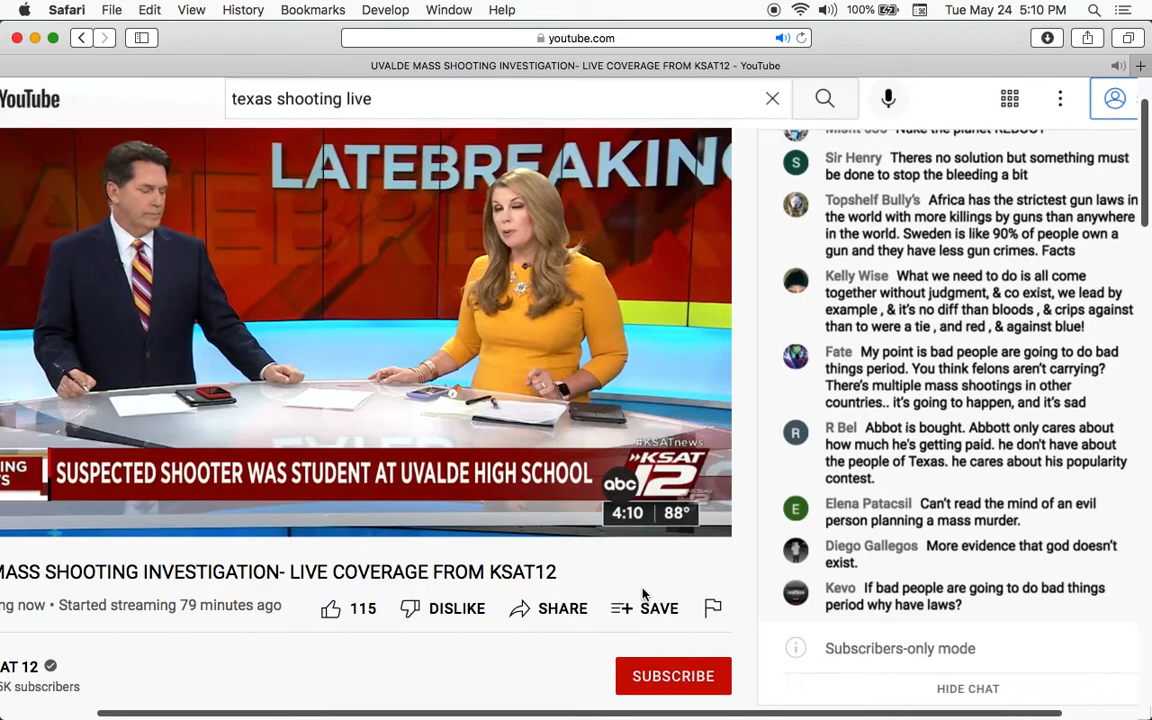 Safari File Edit View History Bookmarks Develop Window Help 100% Tue May 24 5:10 PM
youtube.com
UVALDE MASS SHOOTING INVESTIGATION- LIVE COVERAGE FROM KSAT12 - YouTube
YouTube texas shooting live
LATEBREAKING
Nuke the planet REBOOT
Sir Henry Theres no solution but something must
be done to stop the bleeding a bit
Topshelf Bully's Africa has the strictest gun laws in
the world with more killings by guns than anywhere
in the world. Sweden is like 90% of people own a
gun and they have less gun crimes. Facts
Kelly Wise What we need to do is all come
together without judgment, & co exist, we lead by
example , & it's no diff than bloods , & crips against
than to were a tie , and red , & against blue!
Fate My point is bad people are going to do bad
things period. You think felons aren't carrying?
There's multiple mass shootings in other
countries.. it's going to happen, and it's sad
R Bel Abbot is bought. Abbott only cares about
how much he's getting paid. he don't have about
the people of Texas. he cares about his popularity
contest.
Elena Patacsil Can't read the mind of an evil
person planning a mass murder.
Diego Gallegos More evidence that god doesn't
exist.
Kevo If bad people are going to do bad things
period why have laws?
Subscribers-only mode
HIDE CHAT
#KSATnews
SUSPECTED SHOOTER WAS STUDENT AT UVALDE HIGH SCHOOL
abc KSAT 12
4:10 88°
MASS SHOOTING INVESTIGATION- LIVE COVERAGE FROM KSAT12
ng now • Started streaming 79 minutes ago
115 DISLIKE SHARE SAVE
AT 12
5K subscribers
SUBSCRIBE